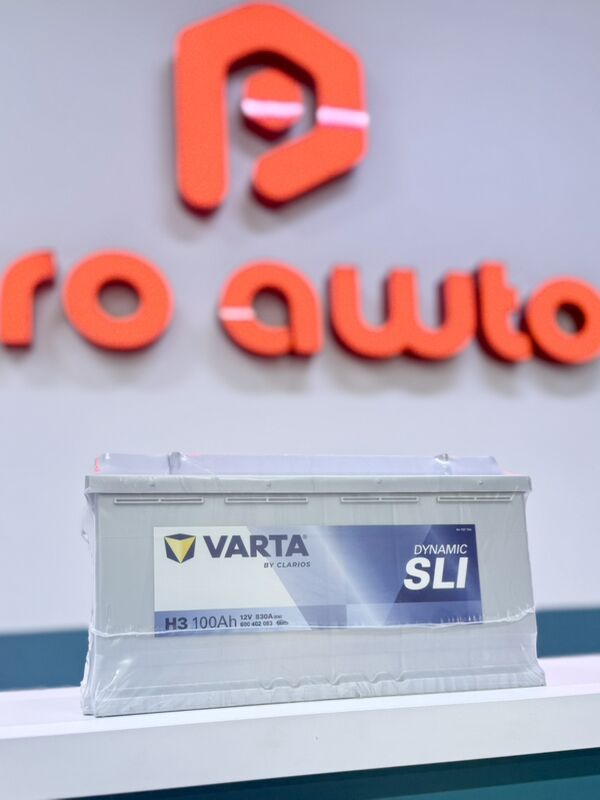 ro awto
VARTA®
BY CLARIOS
DYNAMIC
SLI
H3 100Ah
12V 830A
600 402 083